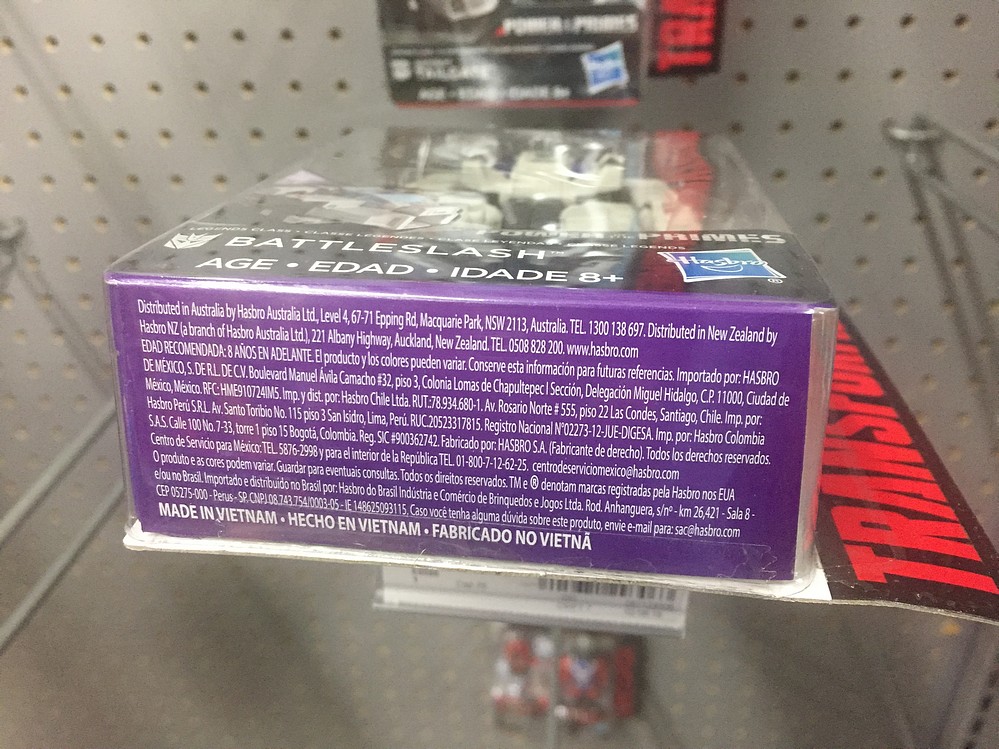 POWER OF THE PRIMES
TRAN
TAILGATE
Hasbro
AGE • EDAD • IDADE 8+
PRIMES
LEGENDS CLASS • CLASSE LEGENDES
BATTLESLASH™
Hasbro ®
AGE • EDAD • IDADE 8+
Distributed in Australia by Hasbro Australia Ltd., Level 4, 67-71 Epping Rd, Macquarie Park, NSW 2113, Australia. TEL. 1300 138 697. Distributed in New Zealand by
Hasbro NZ (a branch of Hasbro Australia Ltd.), 221 Albany Highway, Auckland, New Zealand. TEL. 0508 828 200. www.hasbro.com
EDAD RECOMENDADA: 8 AÑOS EN ADELANTE. El producto y los colores pueden variar. Conserve esta información para futuras referencias. Importado por: HASBRO
DE MÉXICO, S. DE R.L. DE C.V. Boulevard Manuel Ávila Camacho #32, piso 3, Colonia Lomas de Chapultepec I Sección, Delegación Miguel Hidalgo, C.P. 11000, Ciudad de
México, México. RFC: HME910724IM5. Imp. y dist. por: Hasbro Chile Ltda. RUT.:78.934.680-1. Av. Rosario Norte # 555, piso 22 Las Condes, Santiago, Chile. Imp. por:
Hasbro Perú S.R.L. Av. Santo Toribio No. 115 piso 3 San Isidro, Lima, Perú. RUC.20523317815. Registro Nacional N°02273-12-JUE-DIGESA. Imp. por: Hasbro Colombia
S.A.S. Calle 100 No. 7-33, torre 1 piso 15 Bogotá, Colombia. Reg. SIC #900362742. Fabricado por: HASBRO S.A. (Fabricante de derecho). Todos los derechos reservados.
Centro de Servicio para México: TEL. 5876-2998 y para el interior de la República TEL. 01-800-7-12-62-25. centrodeserviciomexico@hasbro.com
O produto e as cores podem variar. Guardar para eventuais consultas. Todos os direitos reservados. TM e ® denotam marcas registradas pela Hasbro nos EUA
e/ou no Brasil. Importado e distribuído no Brasil por: Hasbro do Brasil Indústria e Comércio de Brinquedos e Jogos Ltda. Rod. Anhanguera, s/nº - km 26,421 - Sala 8 -
CEP 05275-000 - Perus - SP. CNPJ.08.743.754/0003-05 - IE 148625093115. Caso você tenha alguma dúvida sobre este produto, envie e-mail para: sac@hasbro.com
MADE IN VIETNAM • HECHO EN VIETNAM • FABRICADO NO VIETNÃ
TRANSFOR